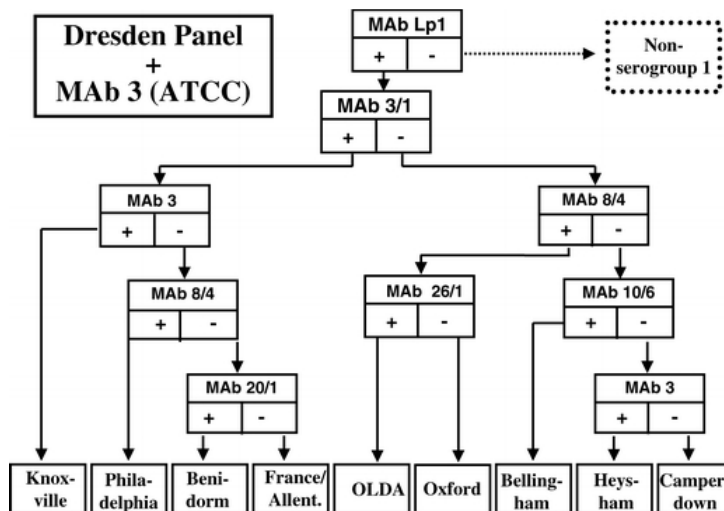 Dresden Panel
+
MAb 3 (ATCC)
MAb Lp1
+ -
Non-
serogroup 1
MAb 3/1
+ -
MAb 3
+ -
MAb 8/4
+ -
MAb 8/4
+ -
MAb 26/1
+ -
MAb 10/6
+ -
MAb 20/1
+ -
MAb 3
+ -
Knox-
ville
Phila-
delphia
Beni-
dorm
France/
Allent.
OLDA
Oxford
Belling-
ham
Heys-
ham
Camper
down